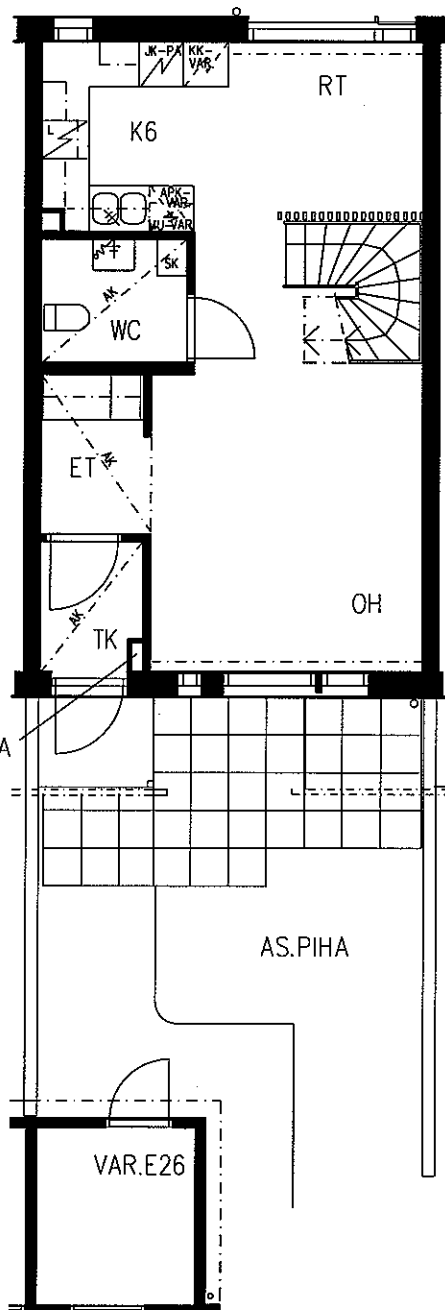 JK-PA
KK-
VAR.
RT
L
K6
APK-
VAR
MU-VAR
SK
AK
WC
ET
AK
OH
AK
TK
A
AS.PIHA
VAR.E26